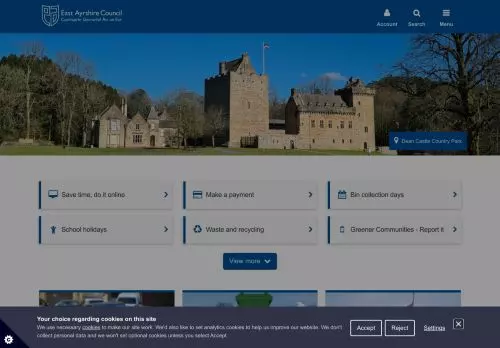 East Ayrshire Council
Comhairle Siorrachd Àir an Ear
Account
Search
Menu
Dean Castle Country Park
Save time, do it online
Make a payment
Bin collection days
School holidays
Waste and recycling
Greener Communities - Report it
View more
Your choice regarding cookies on this site
We use necessary cookies to make our site work. We'd also like to set analytics cookies to help us improve our website. We don't
collect personal data and we won't set optional cookies unless you select Accept.
Accept
Reject
Settings